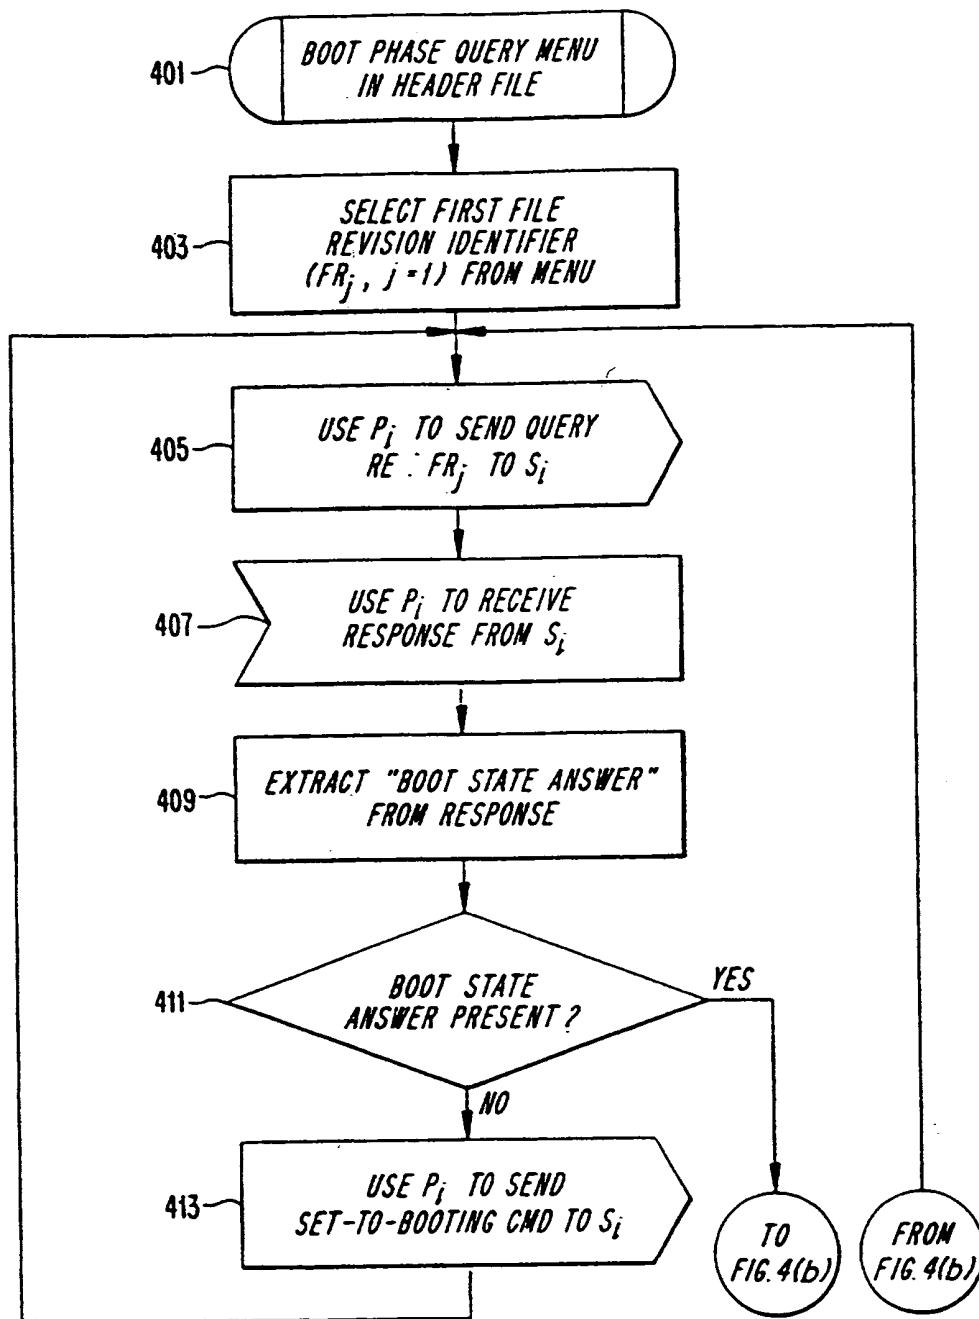 401
BOOT PHASE QUERY MENU
IN HEADER FILE
403
SELECT FIRST FILE
REVISION IDENTIFIER
(FRj, j=1) FROM MENU
405
USE Pi TO SEND QUERY
RE: FRj TO Si
407
USE Pi TO RECEIVE
RESPONSE FROM Si
409
EXTRACT "BOOT STATE ANSWER"
FROM RESPONSE
411
BOOT STATE
ANSWER PRESENT?
YES
NO
413
USE Pi TO SEND
SET-TO-BOOTING CMD TO Si
TO
FIG. 4(b)
FROM
FIG. 4(b)